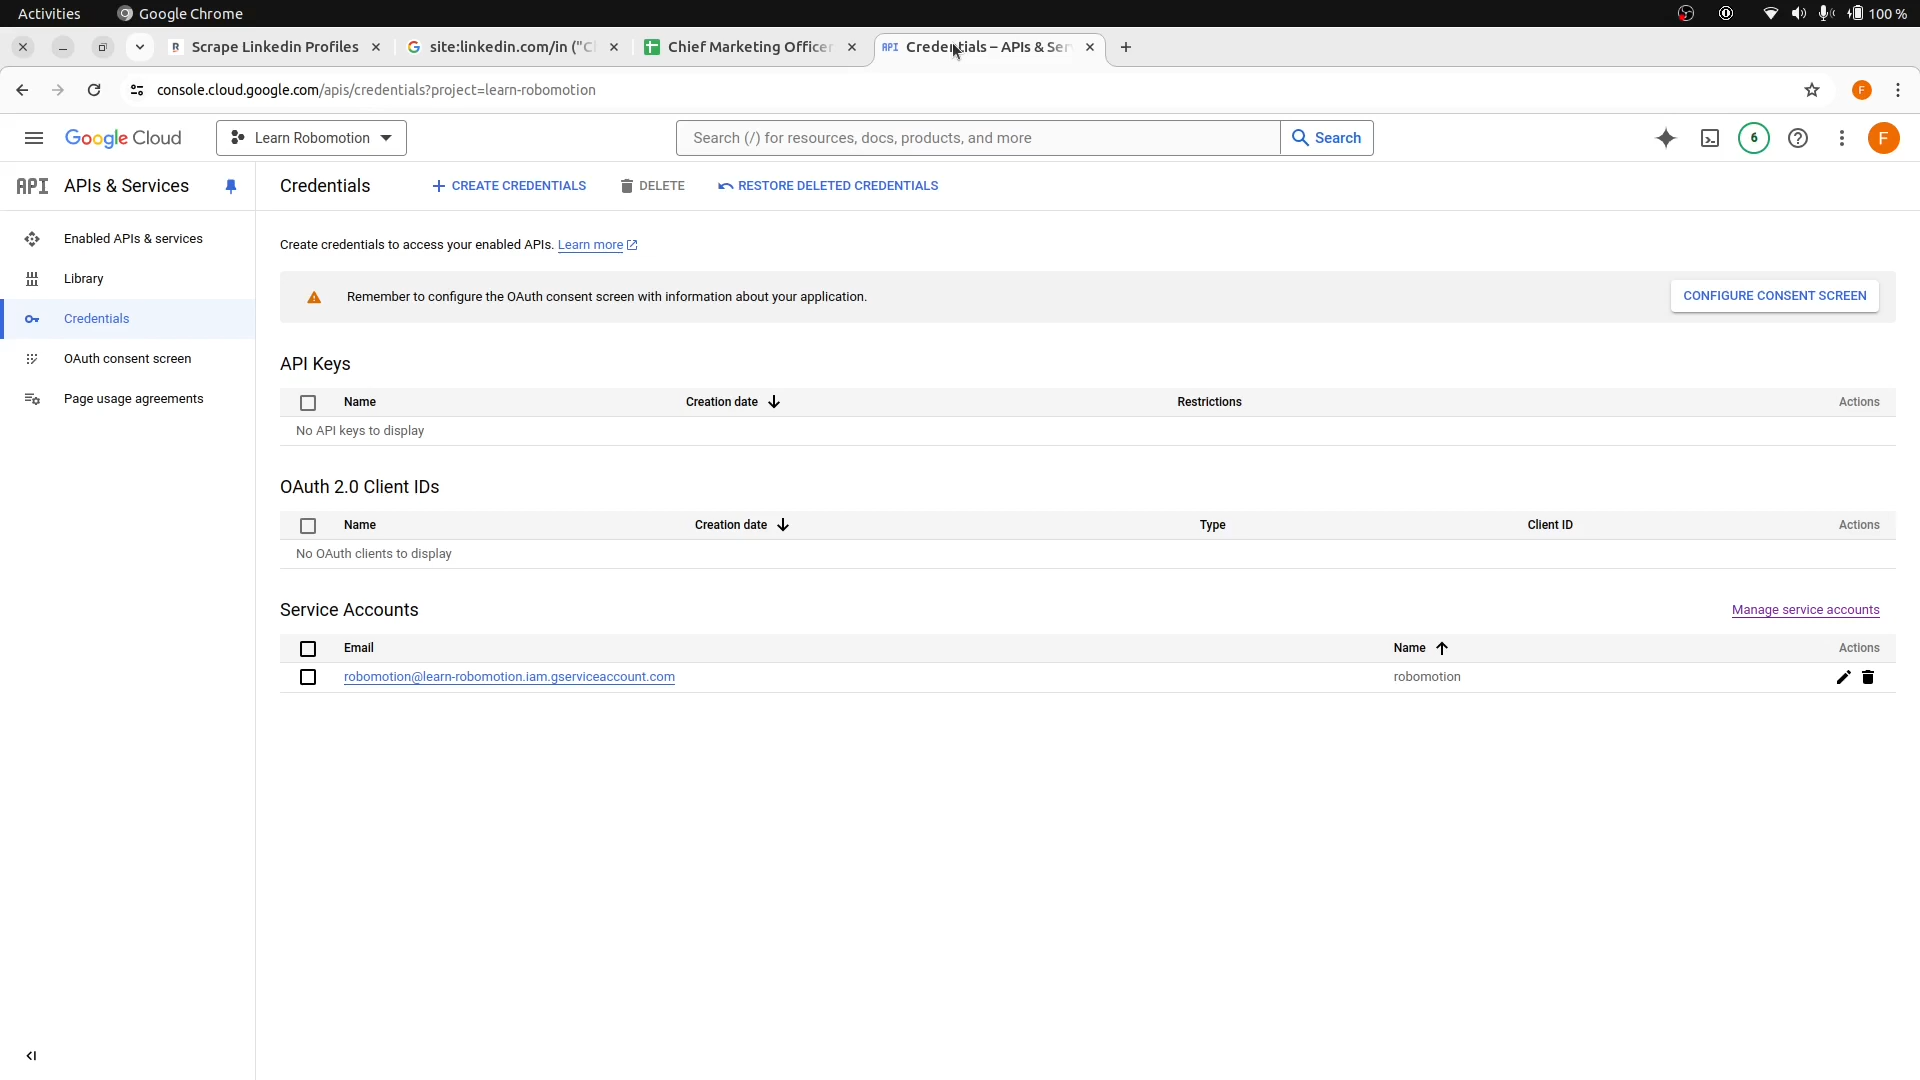 Activities
Google Chrome
100 %
Scrape Linkedin Profiles
site:linkedin.com/in ("Cl
Chief Marketing Officer
API
Credentials – APIs & Ser
console.cloud.google.com/apis/credentials?project=learn-robomotion
F
Google Cloud
Learn Robomotion
Search (/) for resources, docs, products, and more
Search
6
F
API
APIs & Services
Credentials
CREATE CREDENTIALS
DELETE
RESTORE DELETED CREDENTIALS
Enabled APIs & services
Library
Credentials
OAuth consent screen
Page usage agreements
Create credentials to access your enabled APIs. Learn more
Remember to configure the OAuth consent screen with information about your application.
CONFIGURE CONSENT SCREEN
API Keys
Name
Creation date
Restrictions
Actions
No API keys to display
OAuth 2.0 Client IDs
Name
Creation date
Type
Client ID
Actions
No OAuth clients to display
Service Accounts
Manage service accounts
Email
Name
Actions
robomotion@learn-robomotion.iam.gserviceaccount.com
robomotion